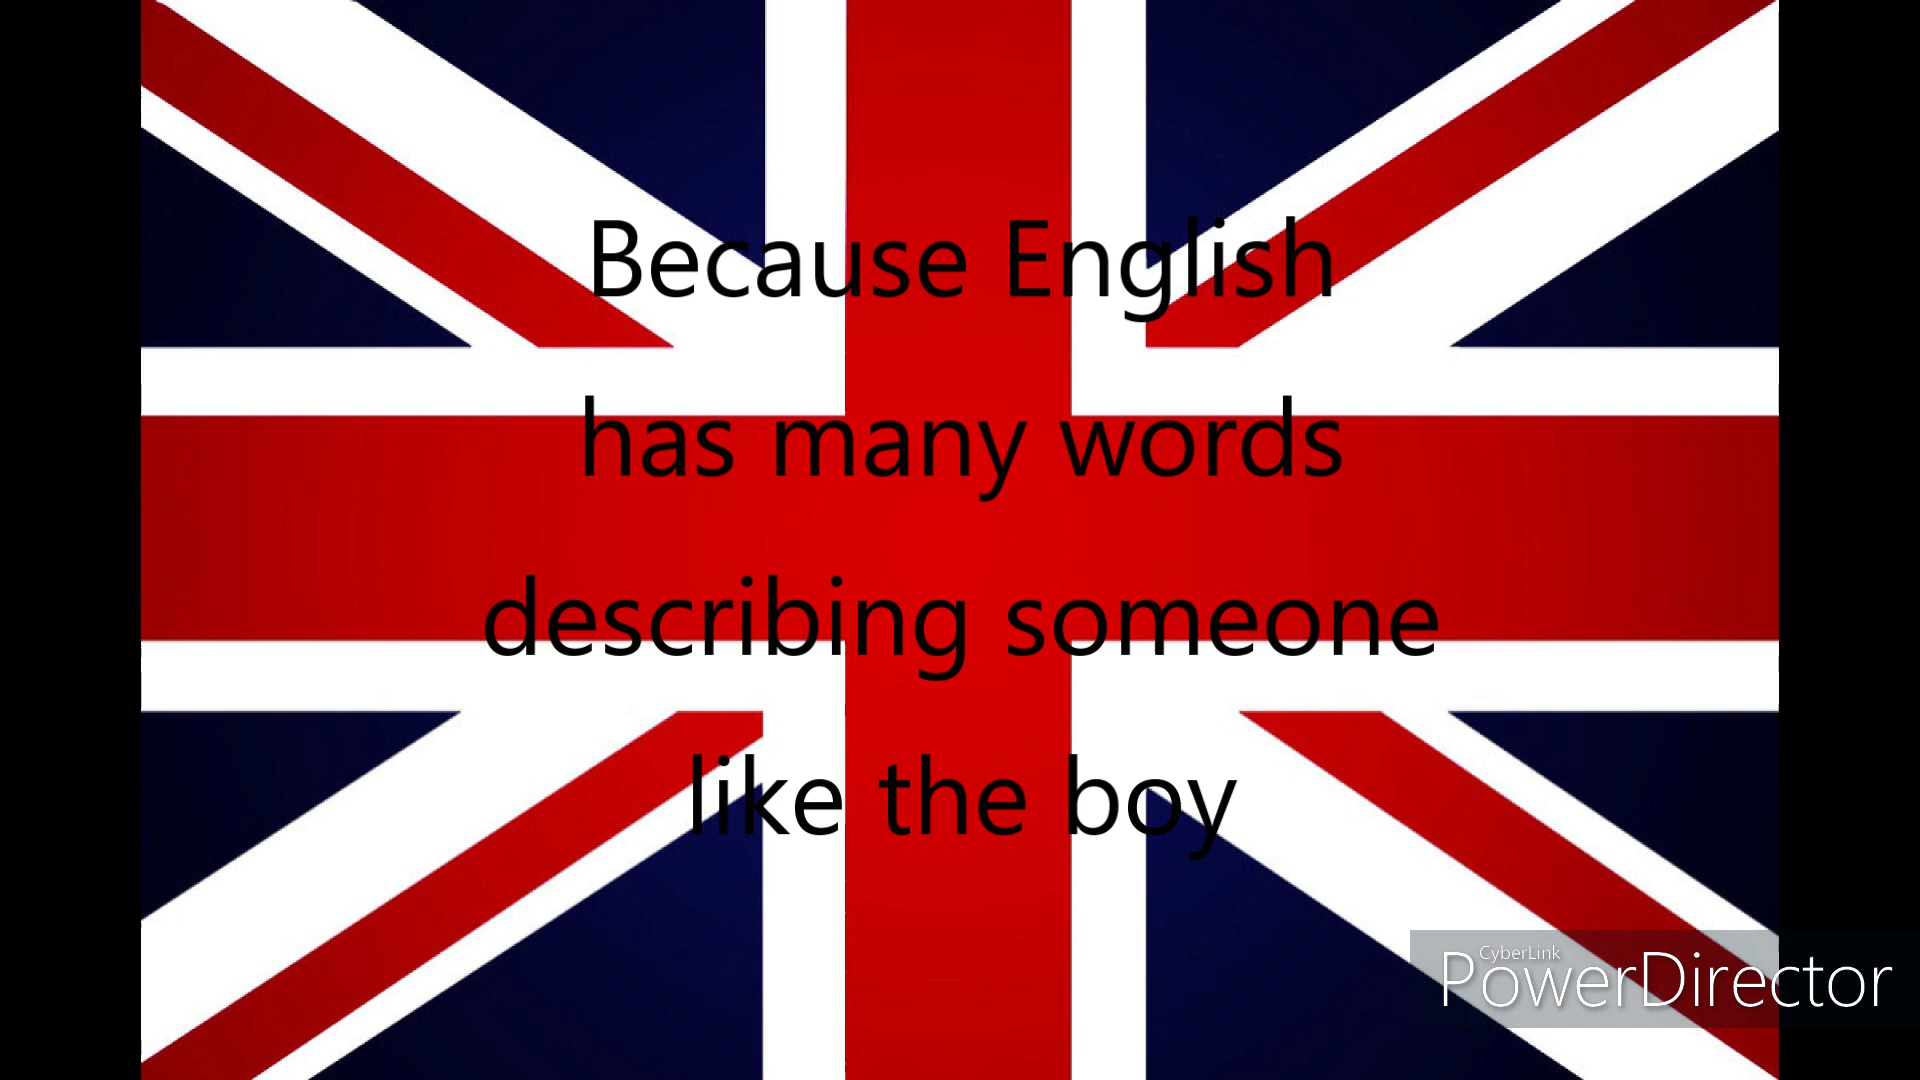 Because English
has many words
describing someone
like the boy
CyberLink
PowerDirector